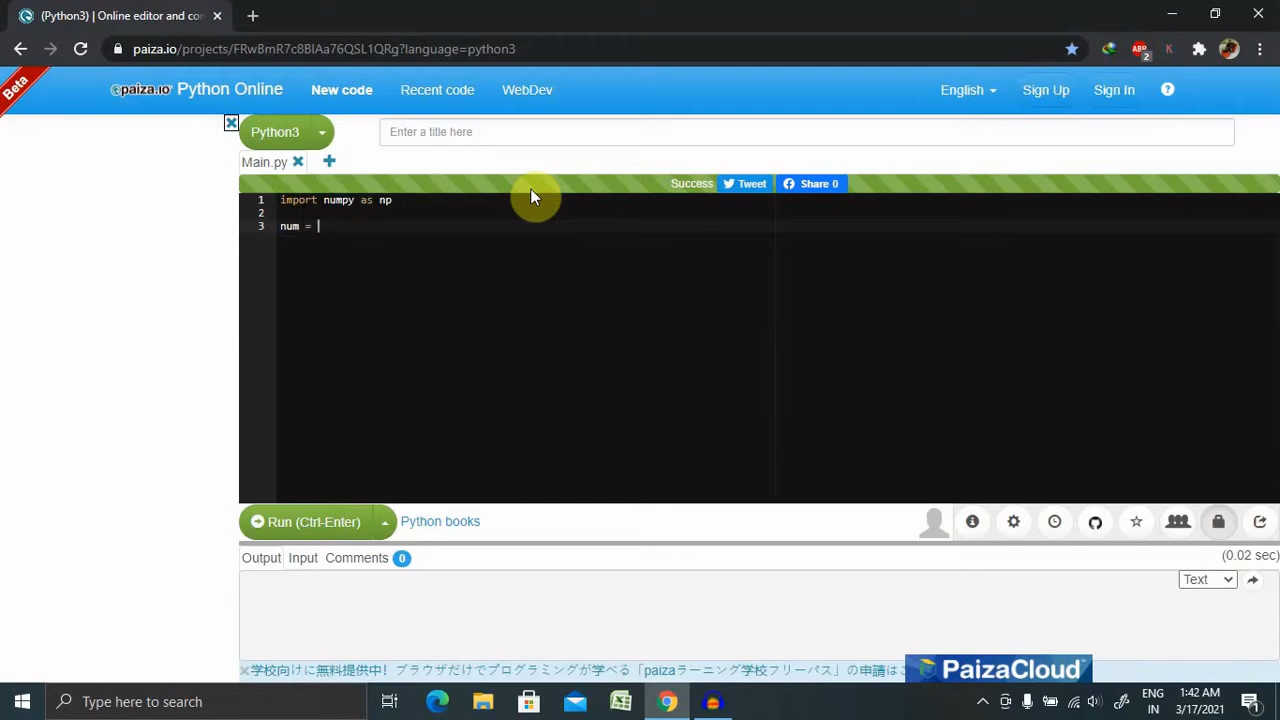 (Python3) | Online editor and con
paiza.io/projects/FRwBmR7c8BlAa76QSL1QRg?language=python3
ABP
2
K
Beta
paiza.io Python Online
New code
Recent code
WebDev
English
Sign Up
Sign In
Python3
Enter a title here
Main.py
Success
Tweet
Share 0
1 import numpy as np
2
3 num =
Run (Ctrl-Enter)
Python books
Output
Input
Comments 0
(0.02 sec)
Text
学校向けに無料提供中! ブラウザだけでプログラミングが学べる「paizaラーニング学校フリーパス」の申請は
PaizaCloud
Type here to search
ENG
IN
1:42 AM
3/17/2021
1